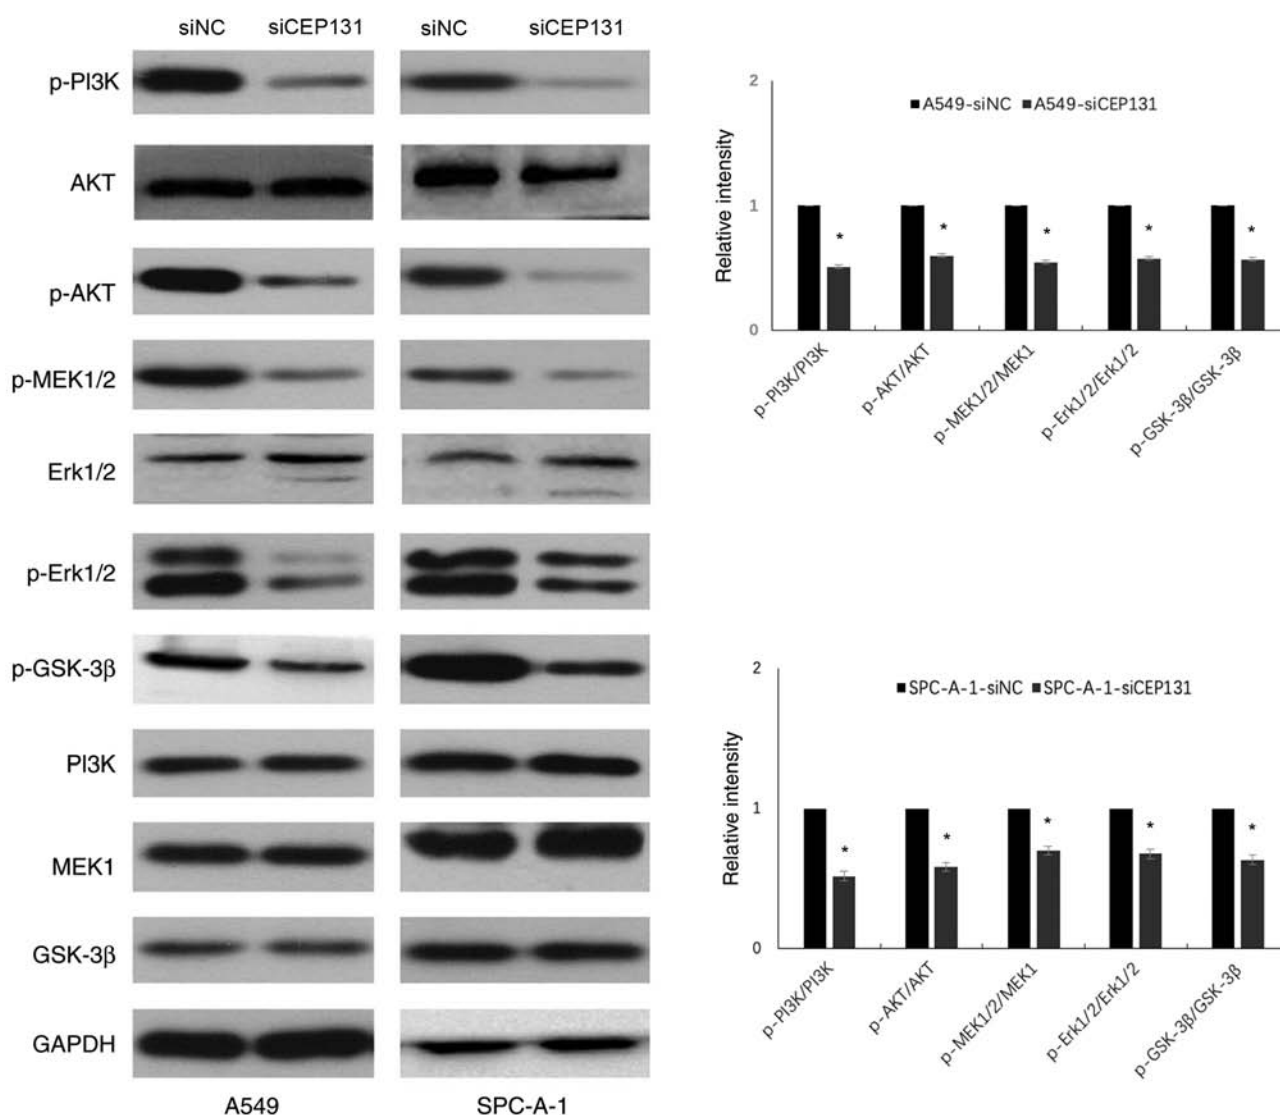 siNC siCEP131 siNC siCEP131
p-PI3K
AKT
p-AKT
p-MEK1/2
Erk1/2
p-Erk1/2
p-GSK-3β
PI3K
MEK1
GSK-3β
GAPDH
A549 SPC-A-1
2
A549-siNC A549-siCEP131
Relative intensity
1
* * * * *
0
p-PI3K/PI3K
p-AKT/AKT
p-MEK1/2/MEK1
p-Erk1/2/Erk1/2
p-GSK-3β/GSK-3β
2
SPC-A-1-siNC SPC-A-1-siCEP131
Relative intensity
1
* * * * *
0
p-PI3K/PI3K
p-AKT/AKT
p-MEK1/2/MEK1
p-Erk1/2/Erk1/2
p-GSK-3β/GSK-3β